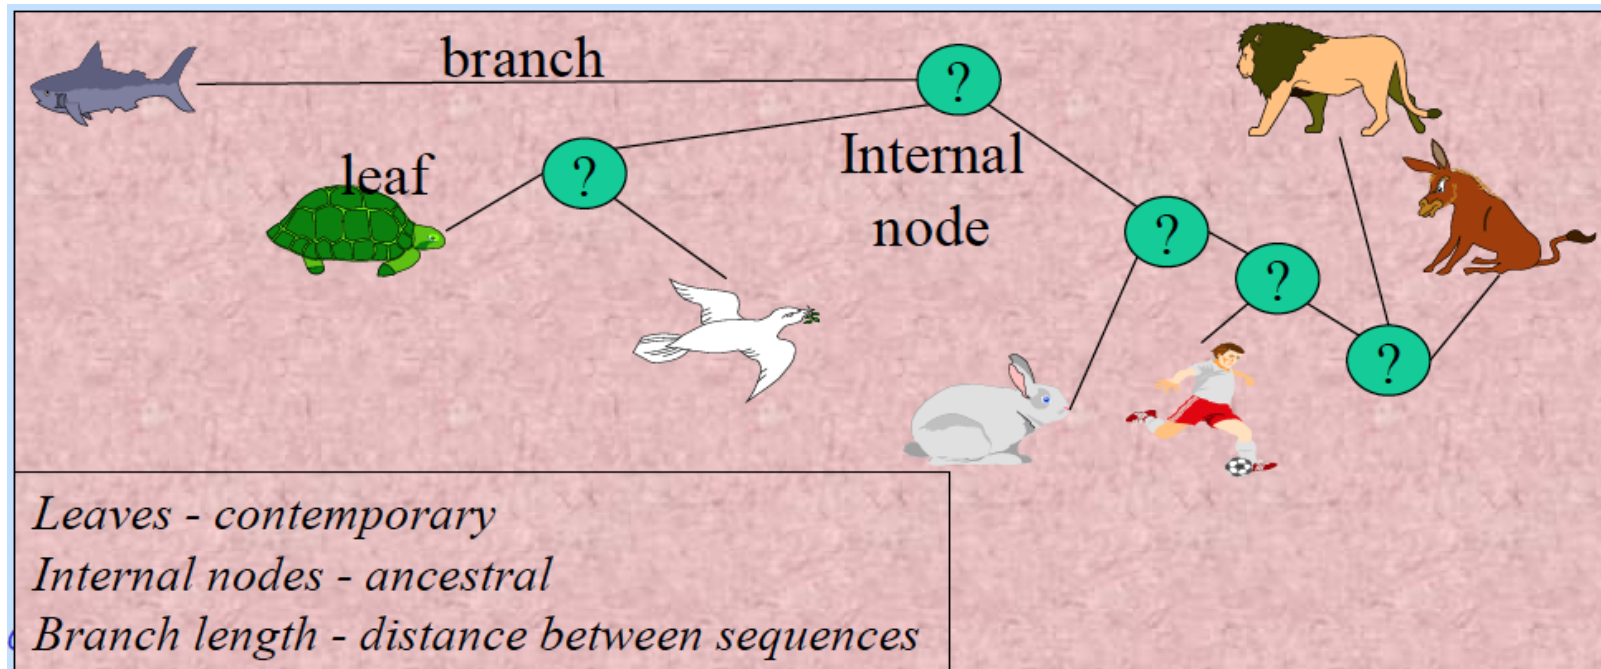 branch
?
leaf
?
Internal
node
?
?
?
Leaves - contemporary
Internal nodes - ancestral
Branch length - distance between sequences